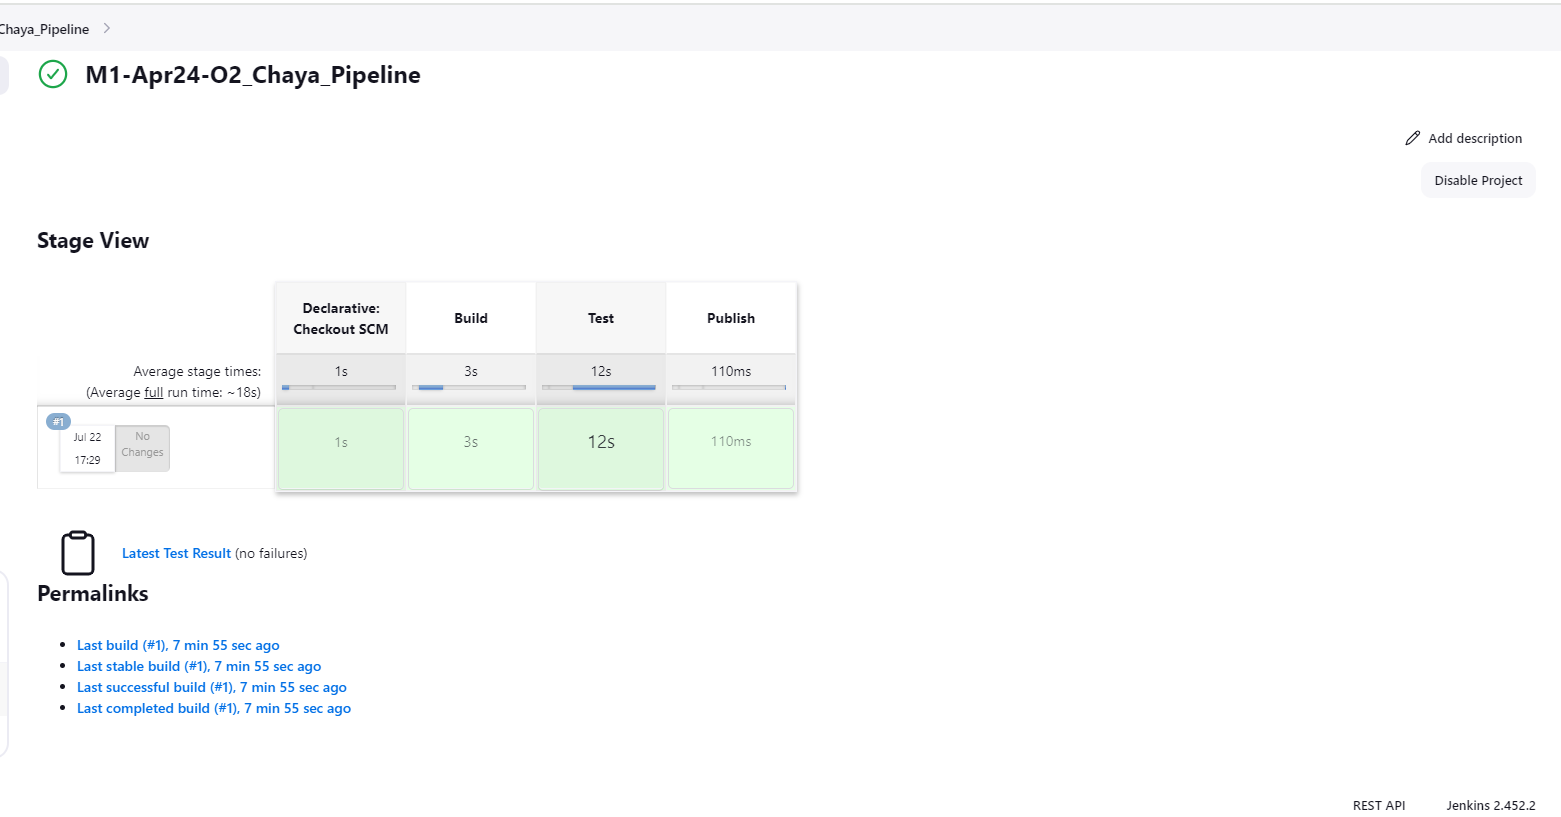 Chaya_Pipeline
M1-Apr24-O2_Chaya_Pipeline
Add description
Disable Project
Stage View
Declarative:
Checkout SCM
Build
Test
Publish
Average stage times:
(Average full run time: ~18s)
1s
3s
12s
110ms
#1
Jul 22
17:29
No
Changes
1s
3s
12s
110ms
Latest Test Result (no failures)
Permalinks
Last build (#1), 7 min 55 sec ago
Last stable build (#1), 7 min 55 sec ago
Last successful build (#1), 7 min 55 sec ago
Last completed build (#1), 7 min 55 sec ago
REST API
Jenkins 2.452.2